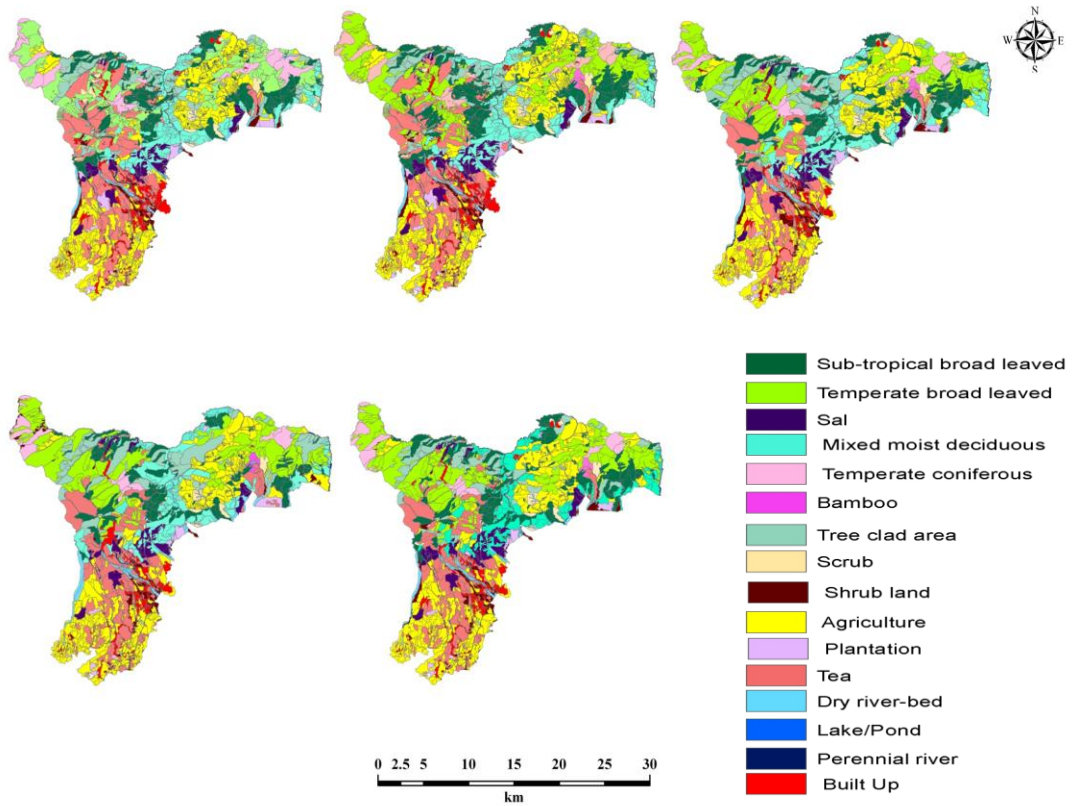 N
W E
S
Sub-tropical broad leaved
Temperate broad leaved
Sal
Mixed moist deciduous
Temperate coniferous
Bamboo
Tree clad area
Scrub
Shrub land
Agriculture
Plantation
Tea
Dry river-bed
Lake/Pond
Perennial river
Built Up
0 2.5 5 10 15 20 25 30
km